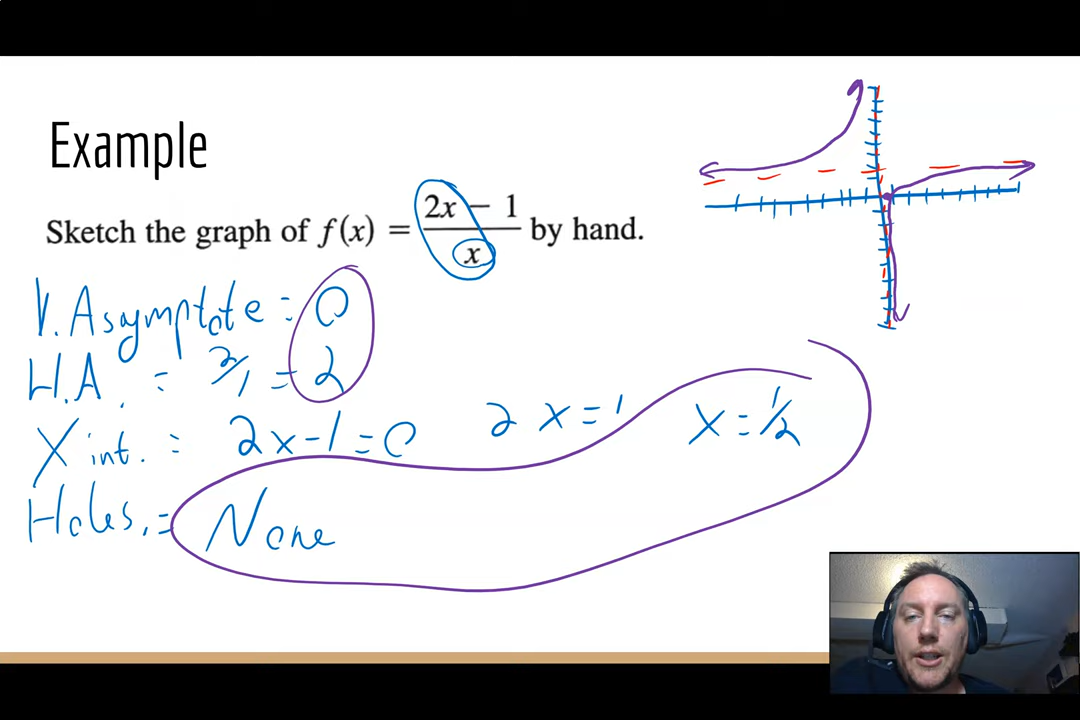 Example
Sketch the graph of f(x) = (2x − 1)/x by hand.
V. Asymptote = 0
H.A. = 2/1 = 2
X int. = 2x-1=0 2x=1 x=1/2
Holes. = None